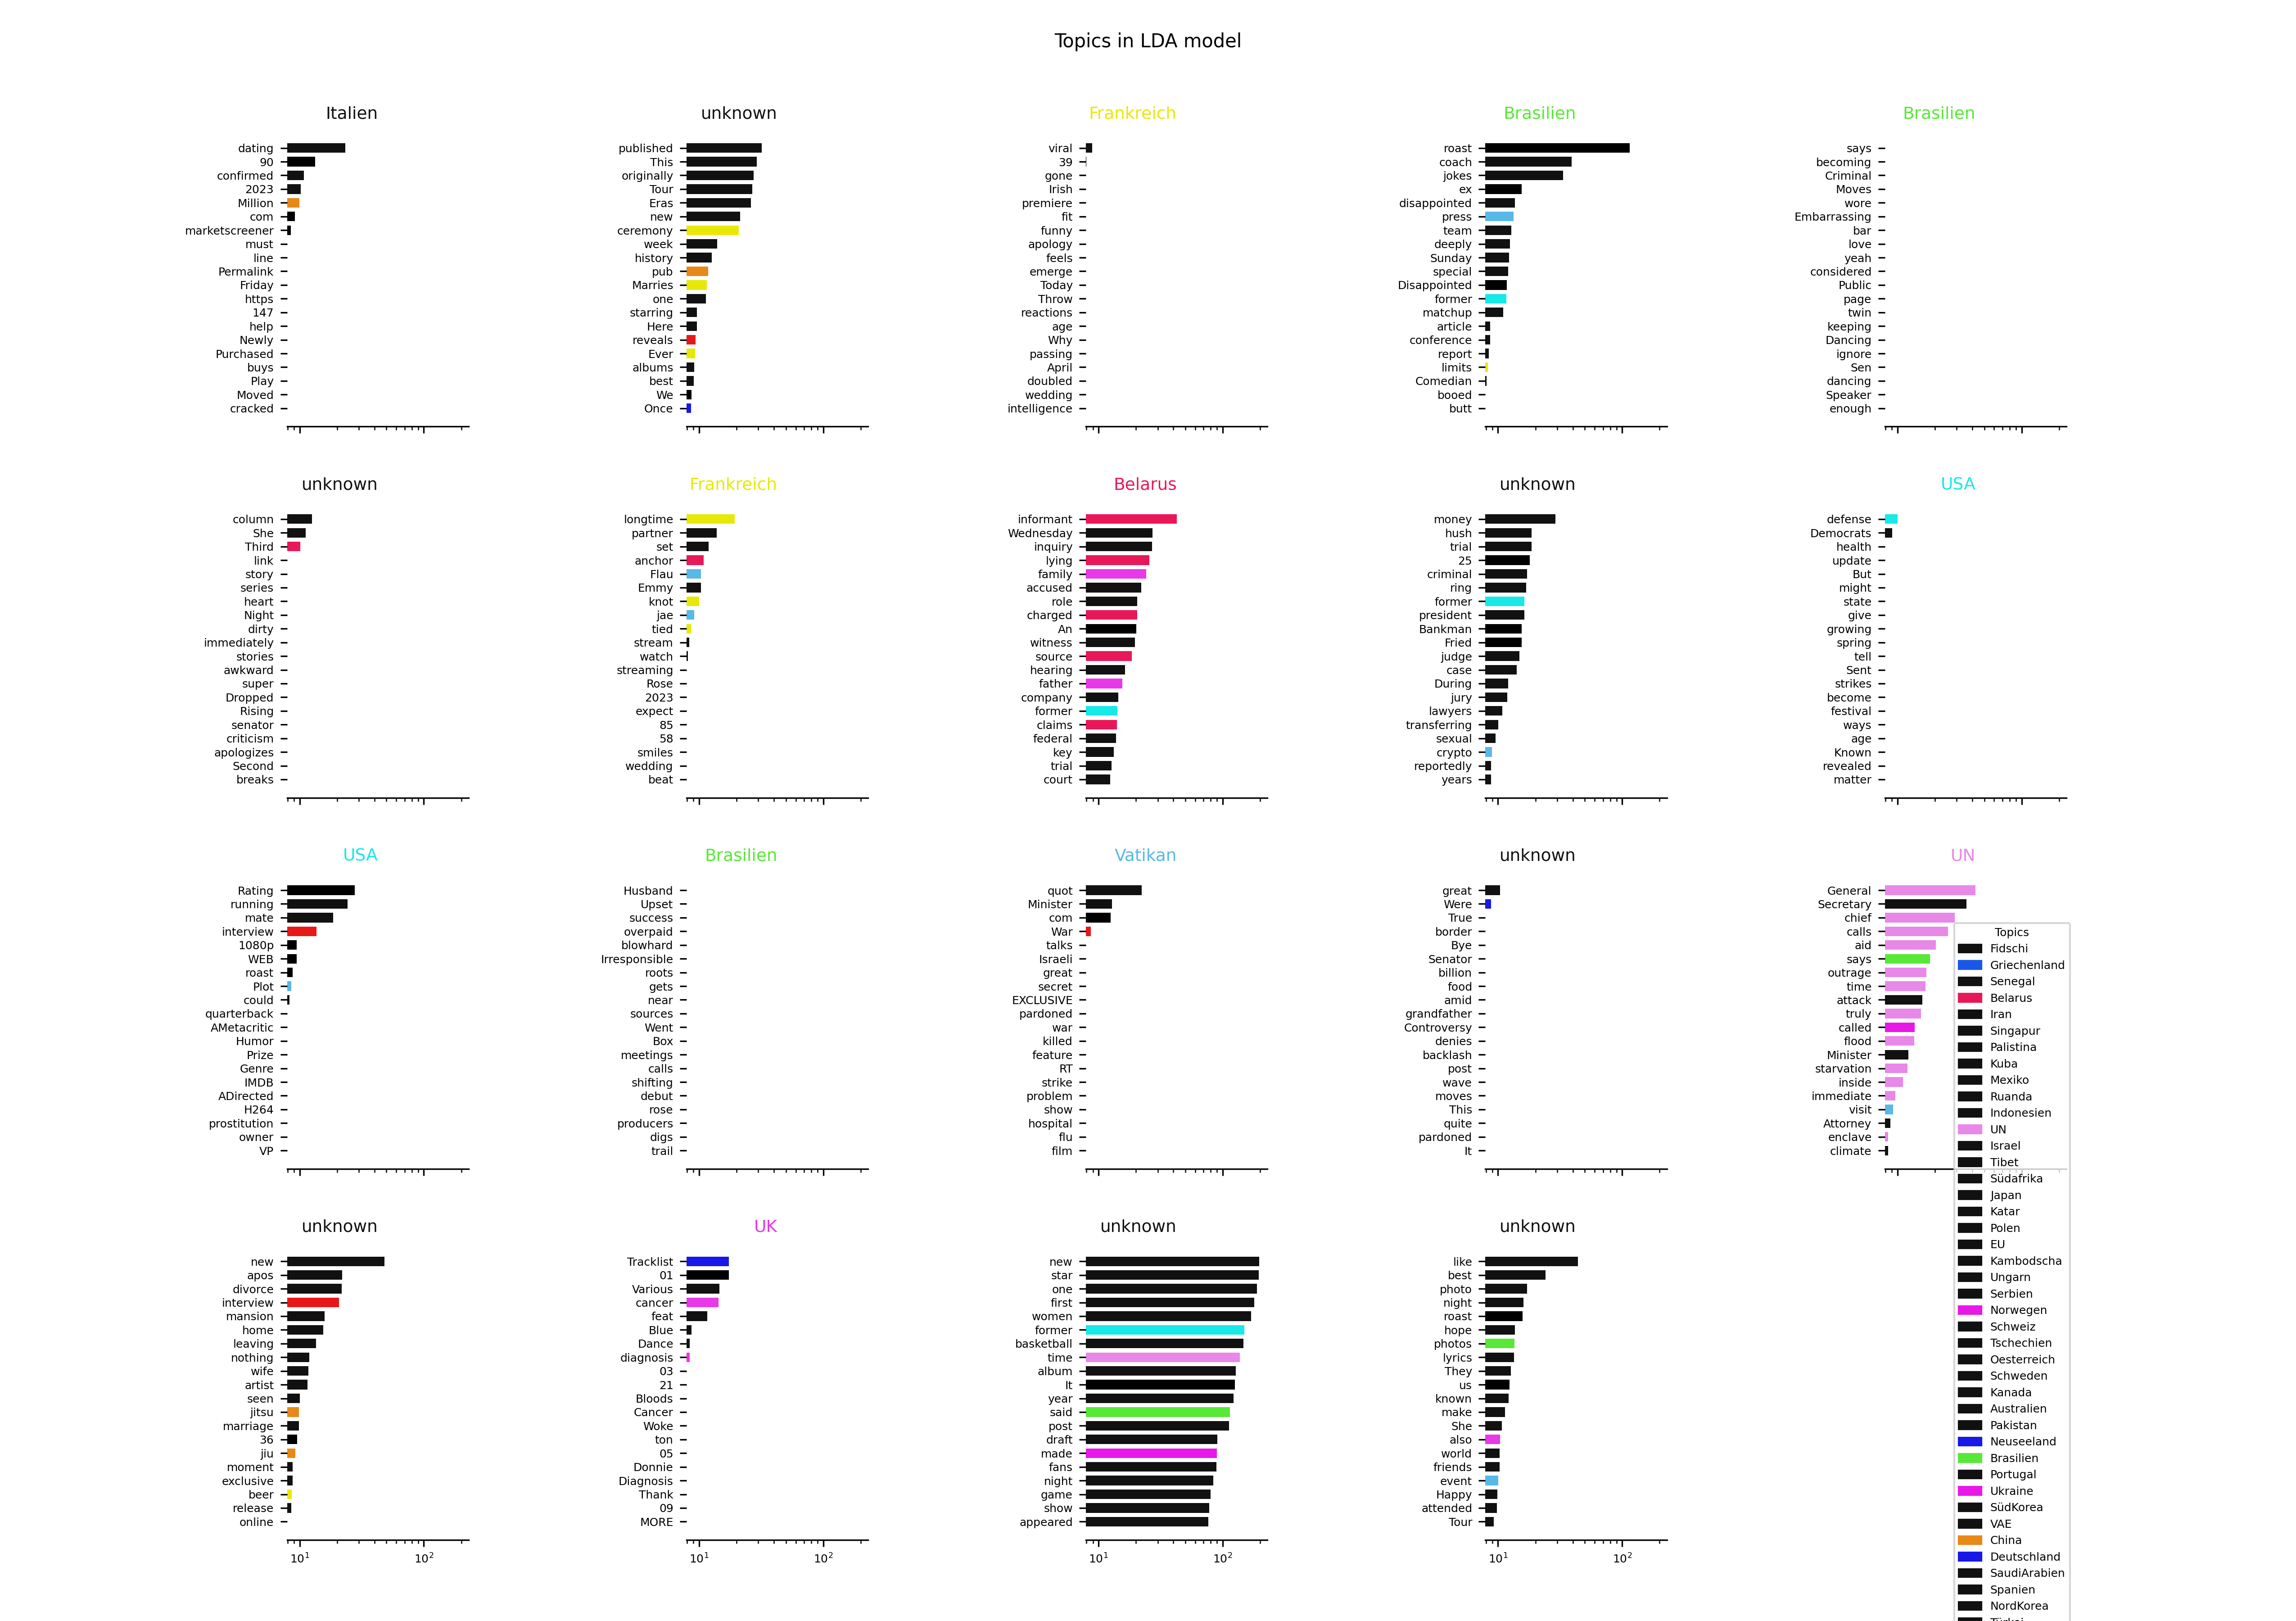 Topics in LDA model
Italien
dating
90
confirmed
2023
Million
com
marketscreener
must
line
Permalink
Friday
https
147
help
Newly
Purchased
buys
Play
Moved
cracked
unknown
published
This
originally
Tour
Eras
new
ceremony
week
history
pub
Marries
one
starring
Here
reveals
Ever
albums
best
We
Once
Frankreich
viral
39
gone
Irish
premiere
fit
funny
apology
feels
emerge
Today
Throw
reactions
age
Why
passing
April
doubled
wedding
intelligence
Brasilien
roast
coach
jokes
ex
disappointed
press
team
deeply
Sunday
special
Disappointed
former
matchup
article
conference
report
limits
Comedian
booed
butt
Brasilien
says
becoming
Criminal
Moves
wore
Embarrassing
bar
love
yeah
considered
Public
page
twin
keeping
Dancing
ignore
Sen
dancing
Speaker
enough
unknown
column
She
Third
link
story
series
heart
Night
dirty
immediately
stories
awkward
super
Dropped
Rising
senator
criticism
apologizes
Second
breaks
Frankreich
longtime
partner
set
anchor
Flau
Emmy
knot
jae
tied
stream
watch
streaming
Rose
2023
expect
85
58
smiles
wedding
beat
Belarus
informant
Wednesday
inquiry
lying
family
accused
role
charged
An
witness
source
hearing
father
company
former
claims
federal
key
trial
court
unknown
money
hush
trial
25
criminal
ring
former
president
Bankman
Fried
judge
case
During
jury
lawyers
transferring
sexual
crypto
reportedly
years
USA
defense
Democrats
health
update
But
might
state
give
growing
spring
tell
Sent
strikes
become
festival
ways
age
Known
revealed
matter
USA
Rating
running
mate
interview
1080p
WEB
roast
Plot
could
quarterback
AMetacritic
Humor
Prize
Genre
IMDB
ADirected
H264
prostitution
owner
VP
Brasilien
Husband
Upset
success
overpaid
blowhard
Irresponsible
roots
gets
near
sources
Went
Box
meetings
calls
shifting
debut
rose
producers
digs
trail
Vatikan
quot
Minister
com
War
talks
Israeli
great
secret
EXCLUSIVE
pardoned
war
killed
feature
RT
strike
problem
show
hospital
flu
film
unknown
great
Were
True
border
Bye
Senator
billion
food
amid
grandfather
Controversy
denies
backlash
post
wave
moves
This
quite
pardoned
It
UN
General
Secretary
chief
calls
aid
says
outrage
time
attack
truly
called
flood
Minister
starvation
inside
immediate
visit
Attorney
enclave
climate
unknown
new
apos
divorce
interview
mansion
home
leaving
nothing
wife
artist
seen
jitsu
marriage
36
jiu
moment
exclusive
beer
release
online
10¹ 10²
UK
Tracklist
01
Various
cancer
feat
Blue
Dance
diagnosis
03
21
Bloods
Cancer
Woke
ton
05
Donnie
Diagnosis
Thank
09
MORE
10¹ 10²
unknown
new
star
one
first
women
former
basketball
time
album
It
year
said
post
draft
made
fans
night
game
show
appeared
10¹ 10²
unknown
like
best
photo
night
roast
hope
photos
lyrics
They
us
known
make
She
also
world
friends
event
Happy
attended
Tour
10¹ 10²
Topics
Fidschi
Griechenland
Senegal
Belarus
Iran
Singapur
Palistina
Kuba
Mexiko
Ruanda
Indonesien
UN
Israel
Tibet
Südafrika
Japan
Katar
Polen
EU
Kambodscha
Ungarn
Serbien
Norwegen
Schweiz
Tschechien
Oesterreich
Schweden
Kanada
Australien
Pakistan
Neuseeland
Brasilien
Portugal
Ukraine
SüdKorea
VAE
China
Deutschland
SaudiArabien
Spanien
NordKorea